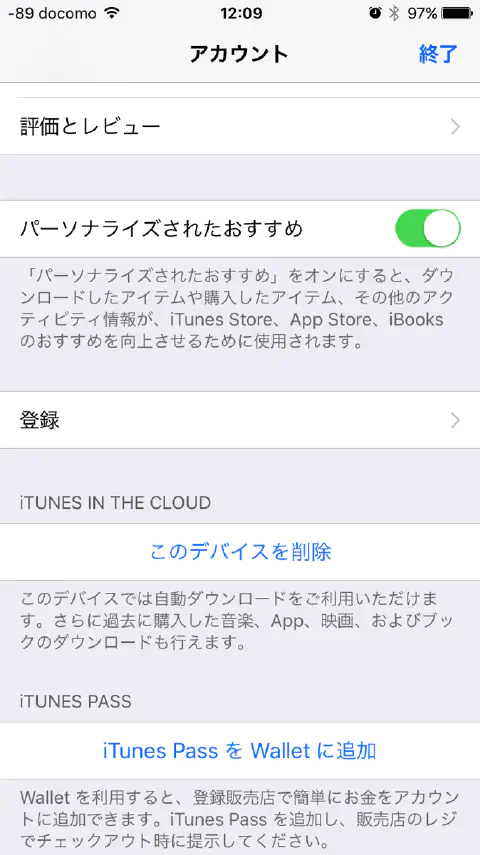 -89 docomo 12:09 97%
アカウント 終了
評価とレビュー
パーソナライズされたおすすめ
「パーソナライズされたおすすめ」をオンにすると、ダウ
ンロードしたアイテムや購入したアイテム、その他のアク
ティビティ情報が、iTunes Store、App Store、iBooks
のおすすめを向上させるために使用されます。
登録
iTUNES IN THE CLOUD
このデバイスを削除
このデバイスでは自動ダウンロードをご利用いただけま
す。さらに過去に購入した音楽、App、映画、およびブッ
クのダウンロードも行えます。
iTUNES PASS
iTunes Pass を Wallet に追加
Wallet を利用すると、登録販売店で簡単にお金をアカウン
トに追加できます。iTunes Pass を追加し、販売店のレジ
でチェックアウト時に提示してください。